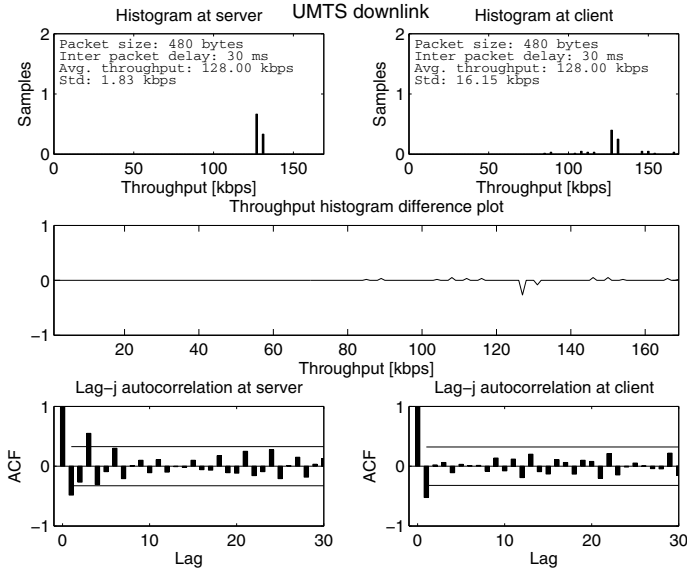 UMTS downlink
Histogram at server
2
1
0
Samples
Packet size: 480 bytes
Inter packet delay: 30 ms
Avg. throughput: 128.00 kbps
Std: 1.83 kbps
0 50 100 150
Throughput [kbps]
Histogram at client
2
1
0
Samples
Packet size: 480 bytes
Inter packet delay: 30 ms
Avg. throughput: 128.00 kbps
Std: 16.15 kbps
0 50 100 150
Throughput [kbps]
Throughput histogram difference plot
1
0
−1
20 40 60 80 100 120 140 160
Throughput [kbps]
Lag−j autocorrelation at server
1
0
−1
ACF
0 10 20 30
Lag
Lag−j autocorrelation at client
1
0
−1
ACF
0 10 20 30
Lag